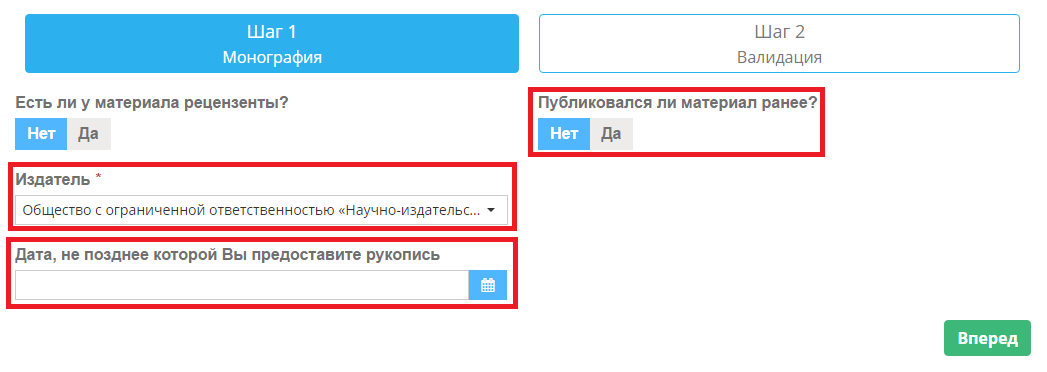 Шаг 1
Монография
Шаг 2
Валидация
Есть ли у материала рецензенты?
Нет Да
Публиковался ли материал ранее?
Нет Да
Издатель *
Общество с ограниченной ответственностью «Научно-издательс...
Дата, не позднее которой Вы предоставите рукопись
Вперед